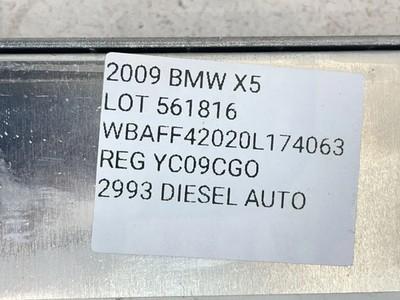 2009 BMW X5
LOT 561816
WBAFF42020L174063
REG YC09CGO
2993 DIESEL AUTO